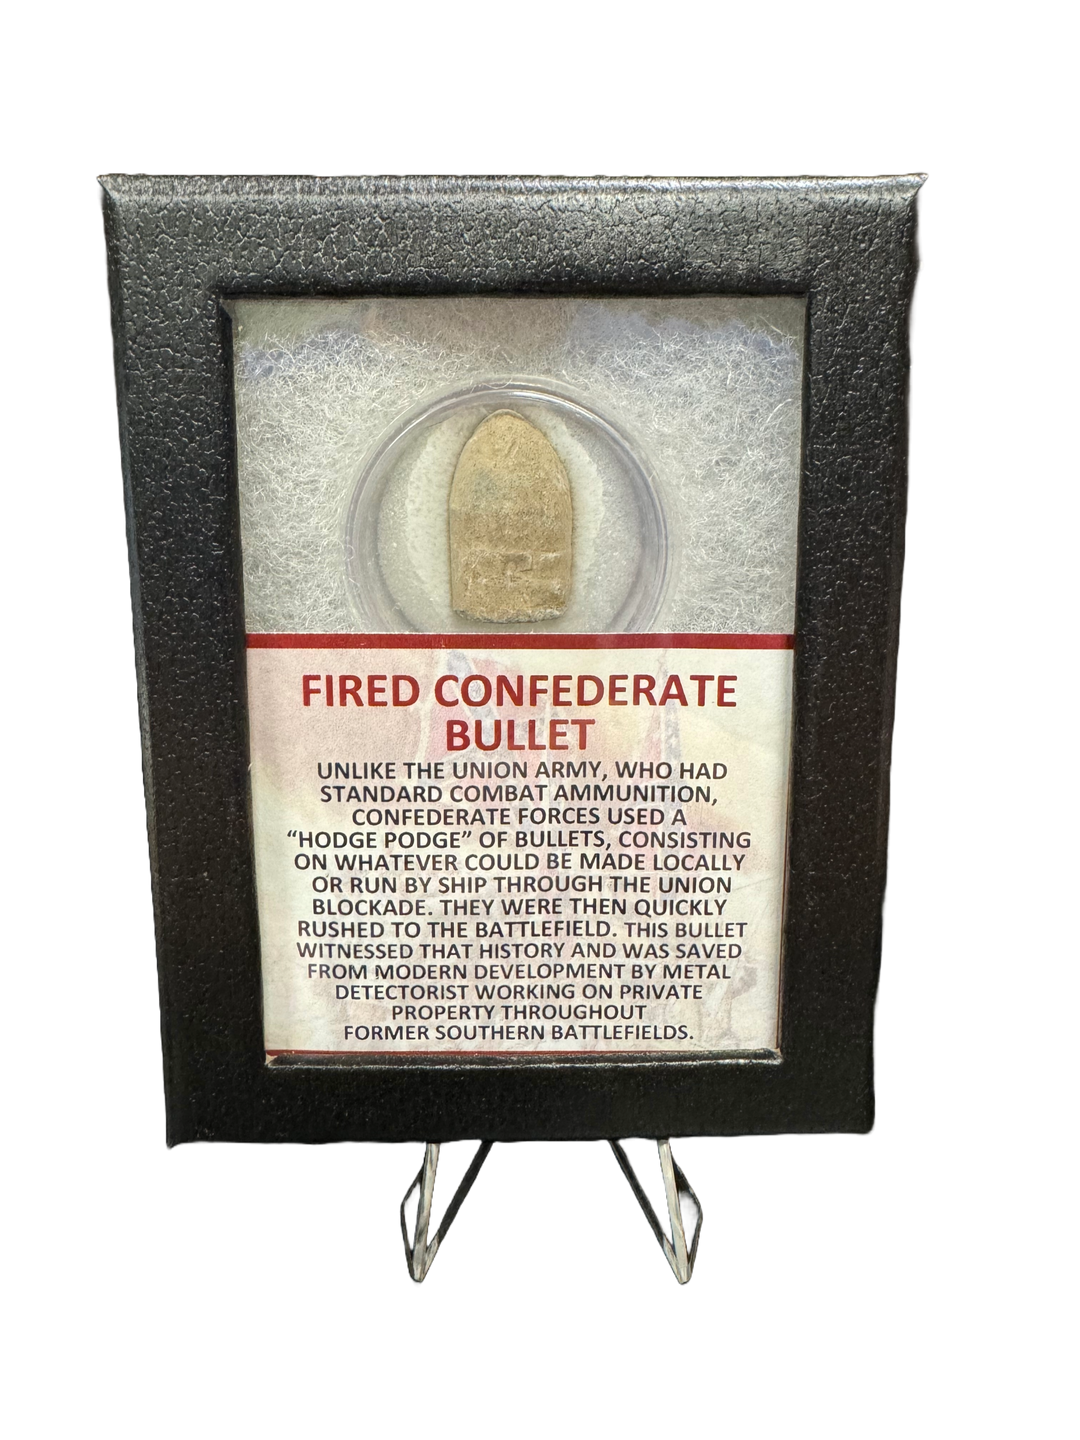 FIRED CONFEDERATE
BULLET
UNLIKE THE UNION ARMY, WHO HAD
STANDARD COMBAT AMMUNITION,
CONFEDERATE FORCES USED A
“HODGE PODGE” OF BULLETS, CONSISTING
ON WHATEVER COULD BE MADE LOCALLY
OR RUN BY SHIP THROUGH THE UNION
BLOCKADE. THEY WERE THEN QUICKLY
RUSHED TO THE BATTLEFIELD. THIS BULLET
WITNESSED THAT HISTORY AND WAS SAVED
FROM MODERN DEVELOPMENT BY METAL
DETECTORIST WORKING ON PRIVATE
PROPERTY THROUGHOUT
FORMER SOUTHERN BATTLEFIELDS.